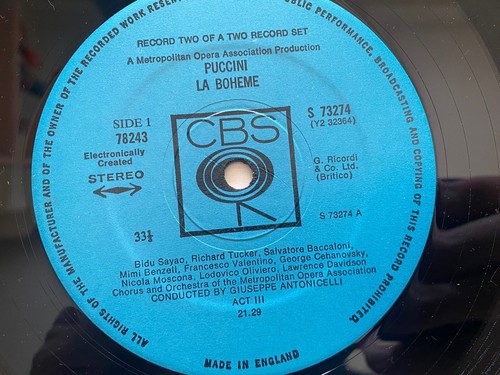 ALL RIGHTS OF THE MANUFACTURER AND OF THE OWNER OF THE RECORDED WORK RESERVED PUBLIC PERFORMANCE, BROADCASTING AND COPYING OF THIS RECORD PROHIBITED.
RECORD TWO OF A TWO RECORD SET
A Metropolitan Opera Association Production
PUCCINI
LA BOHEME
SIDE 1
78243
Electronically
Created
STEREO
33⅓
CBS
S 73274
(Y2 32364)
G. Ricordi
& Co. Ltd.
(Britico)
S 73274 A
Bidu Sayao, Richard Tucker, Salvatore Baccaloni,
Mimi Benzell, Francesco Valentino, George Cehanovsky,
Nicola Moscona, Lodovico Oliviero, Lawrence Davidson
Chorus and Orchestra of the Metropolitan Opera Association
CONDUCTED BY GIUSEPPE ANTONICELLI
ACT III
21.29
MADE IN ENGLAND